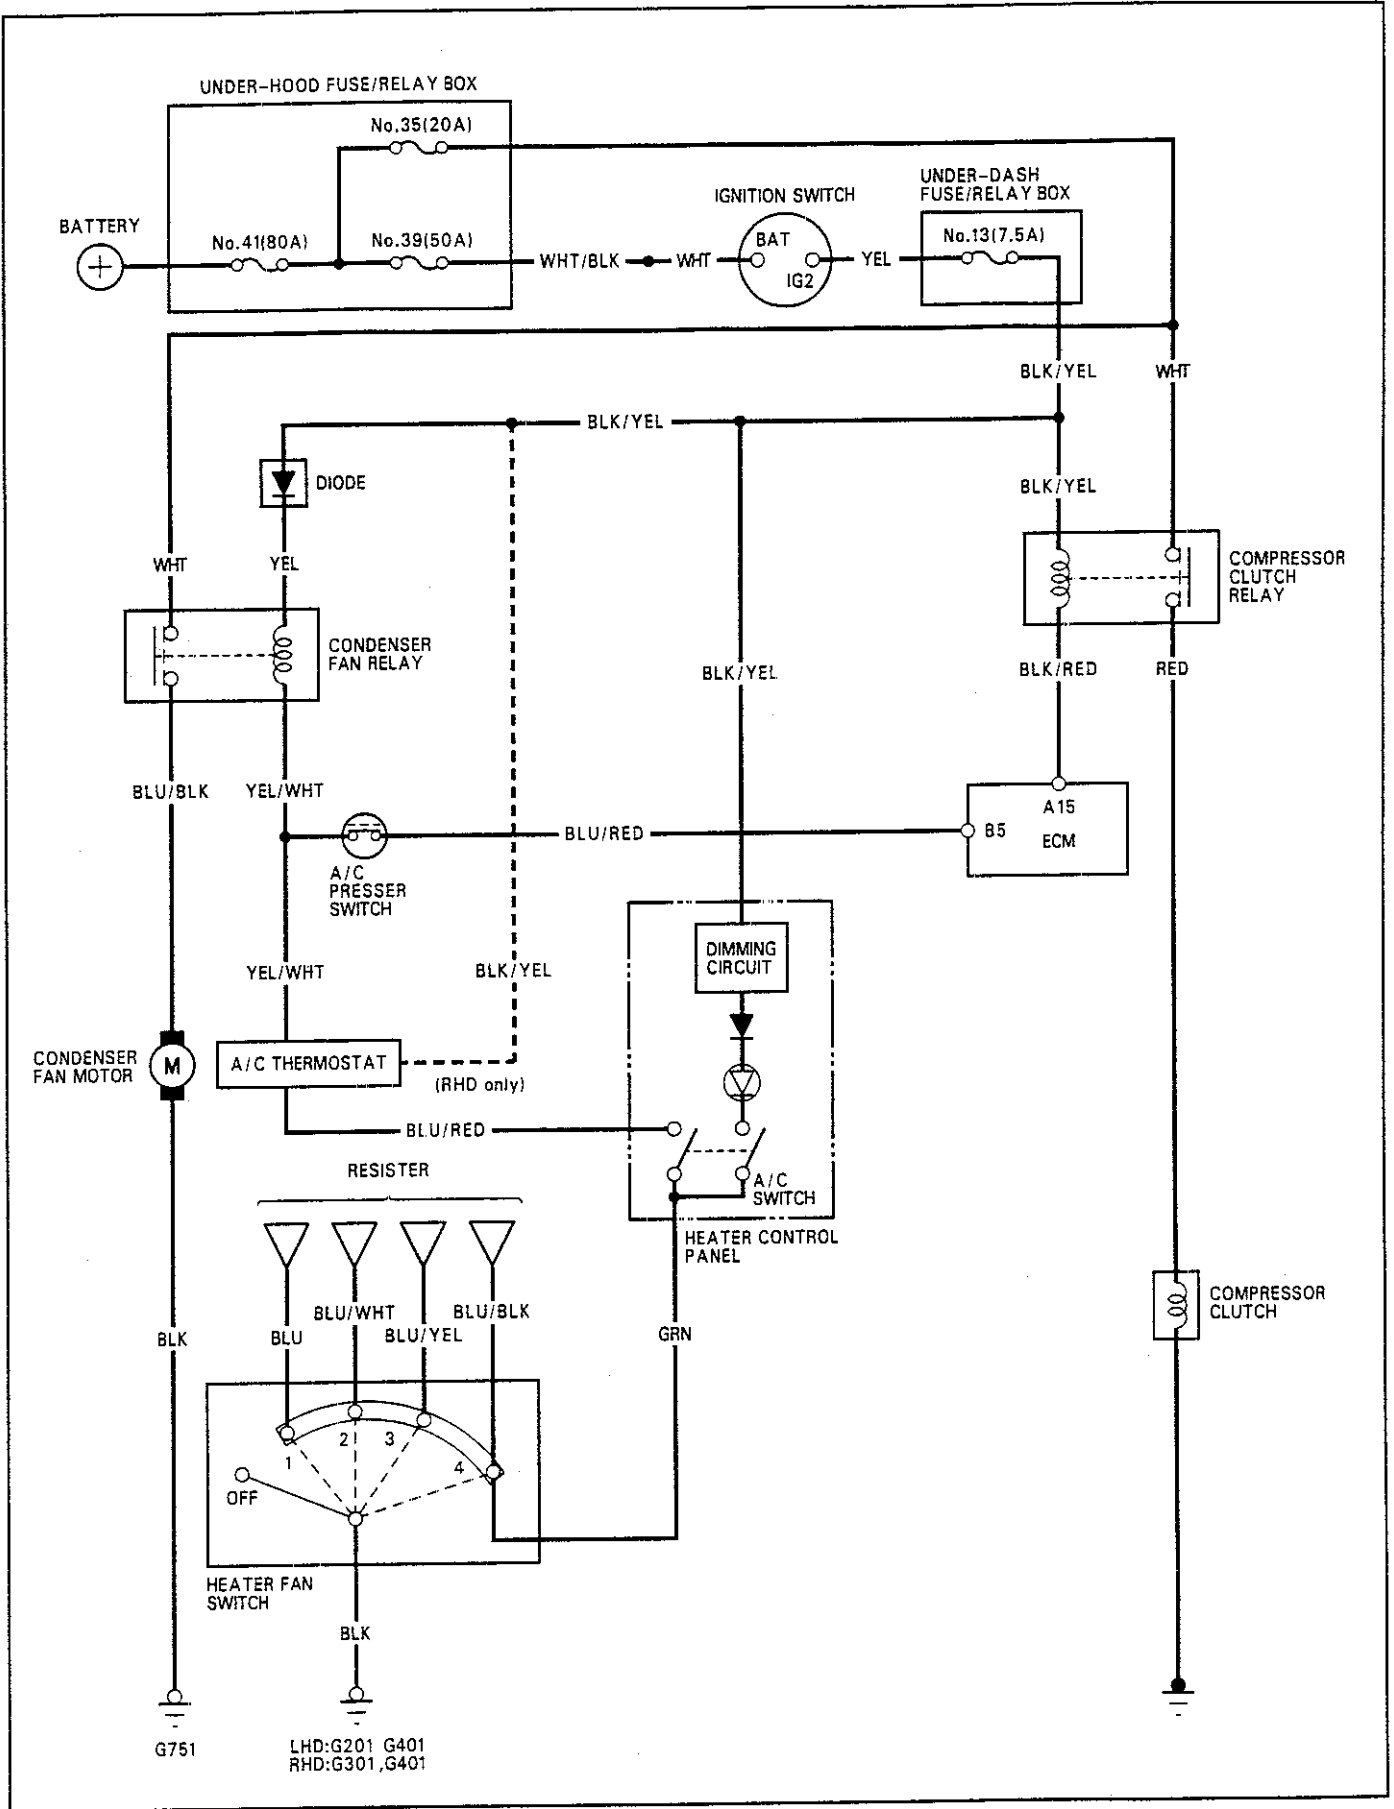 UNDER-HOOD FUSE/RELAY BOX
No.35(20A)
UNDER-DASH
FUSE/RELAY BOX
IGNITION SWITCH
BATTERY
No.41(80A)
No.39(50A)
No.13(7.5A)
BAT
IG2
+
WHT/BLK
WHT
YEL
BLK/YEL
WHT
BLK/YEL
DIODE
BLK/YEL
WHT
YEL
COMPRESSOR
CLUTCH
RELAY
CONDENSER
FAN RELAY
BLK/YEL
BLK/RED
RED
BLU/BLK
YEL/WHT
A15
B5
ECM
BLU/RED
A/C
PRESSER
SWITCH
DIMMING
CIRCUIT
YEL/WHT
BLK/YEL
CONDENSER
FAN MOTOR
M
A/C THERMOSTAT
(RHD only)
BLU/RED
RESISTER
A/C
SWITCH
HEATER CONTROL
PANEL
COMPRESSOR
CLUTCH
BLU/WHT
BLU/BLK
BLK
BLU
BLU/YEL
GRN
1
2
3
4
OFF
HEATER FAN
SWITCH
BLK
G751
LHD:G201 G401
RHD:G301,G401